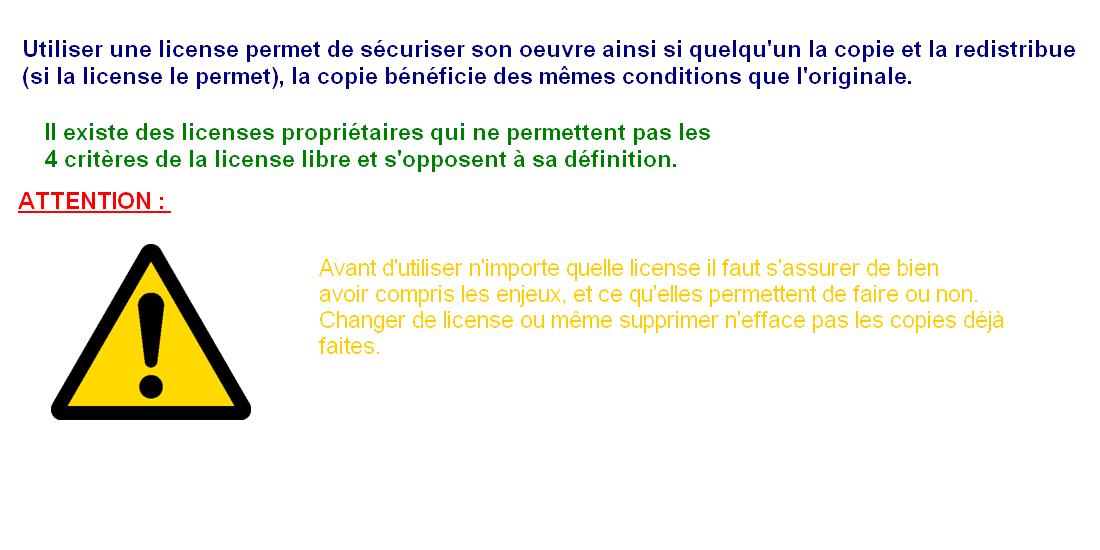 Utiliser une license permet de sécuriser son oeuvre ainsi si quelqu'un la copie et la redistribue
(si la license le permet), la copie bénéficie des mêmes conditions que l'originale.
Il existe des licenses propriétaires qui ne permettent pas les
4 critères de la license libre et s'opposent à sa définition.
ATTENTION :
Avant d'utiliser n'importe quelle license il faut s'assurer de bien
avoir compris les enjeux, et ce qu'elles permettent de faire ou non.
Changer de license ou même supprimer n'efface pas les copies déjà
faites.